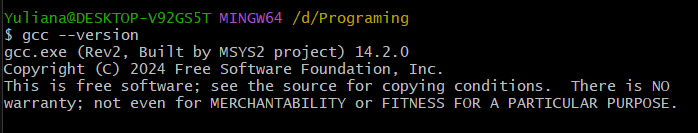 Yuliana@DESKTOP-V92GS5T MINGW64 /d/Programing
$ gcc --version
gcc.exe (Rev2, Built by MSYS2 project) 14.2.0
Copyright (C) 2024 Free Software Foundation, Inc.
This is free software; see the source for copying conditions.  There is NO
warranty; not even for MERCHANTABILITY or FITNESS FOR A PARTICULAR PURPOSE.